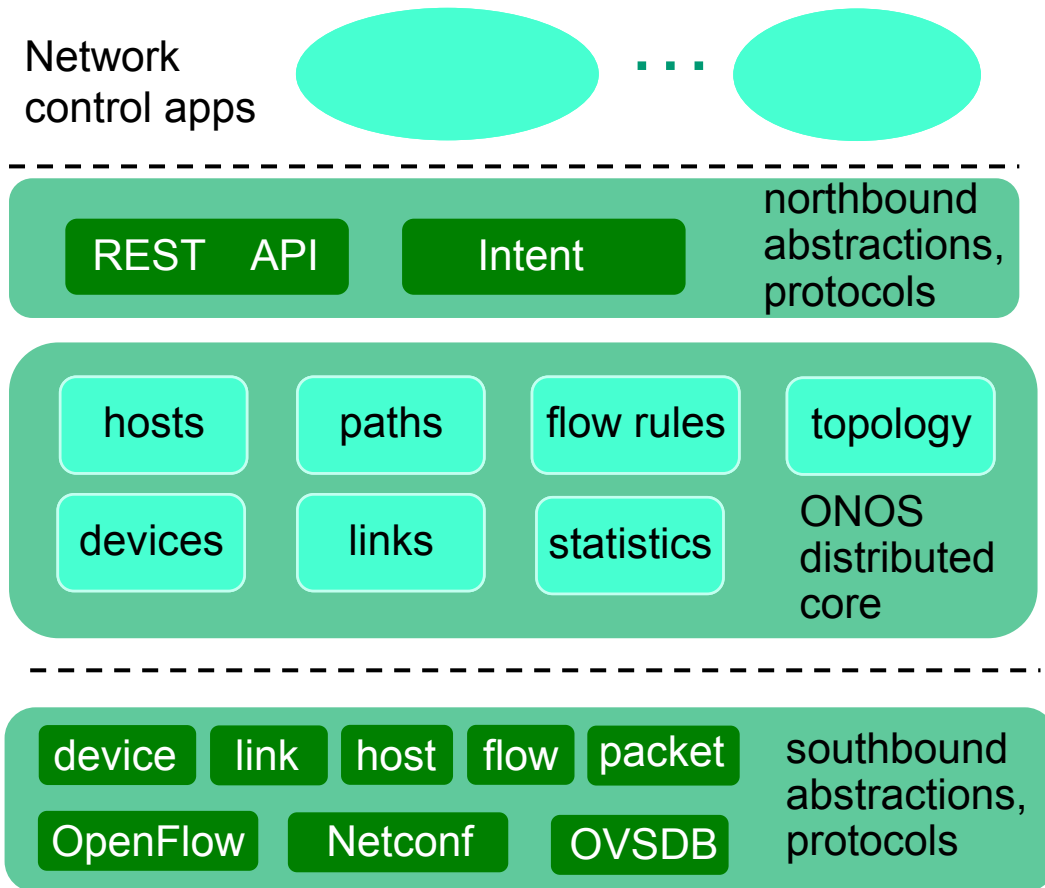 Network
control apps
...
REST API
Intent
northbound
abstractions,
protocols
hosts
paths
flow rules
topology
devices
links
statistics
ONOS
distributed
core
device
link
host
flow
packet
OpenFlow
Netconf
OVSDB
southbound
abstractions,
protocols